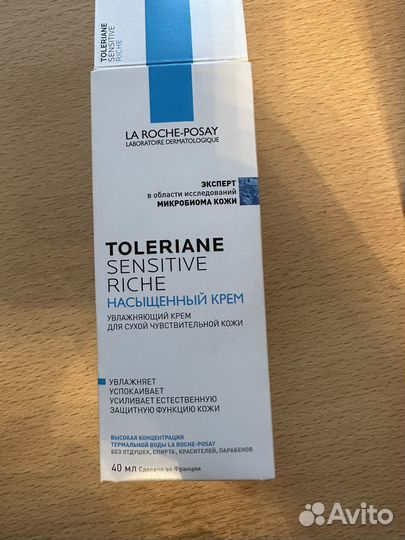 TOLERIANE
SENSITIVE
RICHE
LA ROCHE-POSAY
LABORATOIRE DERMATOLOGIQUE
ЭКСПЕРТ
в области исследований
МИКРОБИОМА КОЖИ
TOLERIANE
SENSITIVE
RICHE
НАСЫЩЕННЫЙ КРЕМ
УВЛАЖНЯЮЩИЙ КРЕМ
ДЛЯ СУХОЙ ЧУВСТВИТЕЛЬНОЙ КОЖИ
УВЛАЖНЯЕТ
УСПОКАИВАЕТ
УСИЛИВАЕТ ЕСТЕСТВЕННУЮ
ЗАЩИТНУЮ ФУНКЦИЮ КОЖИ
ВЫСОКАЯ КОНЦЕНТРАЦИЯ
ТЕРМАЛЬНОЙ ВОДЫ LA ROCHE-POSAY
БЕЗ ОТДУШЕК, СПИРТА, КРАСИТЕЛЕЙ, ПАРАБЕНОВ
40 МЛ Сделано во Франции
Avito